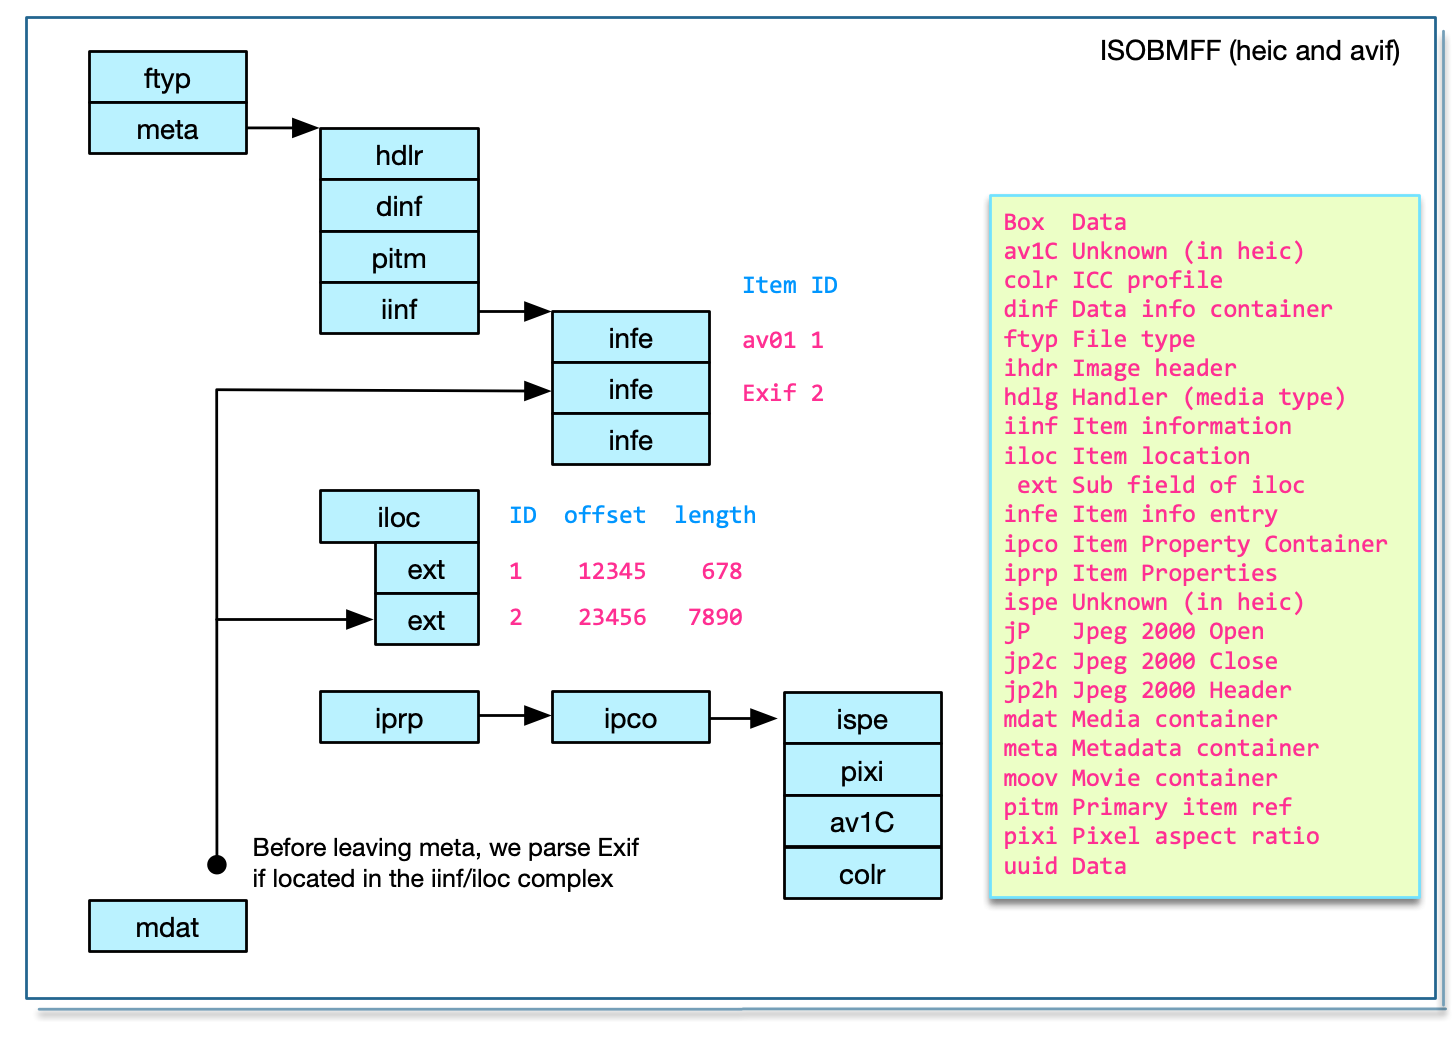 ISOBMFF (heic and avif)
ftyp
meta
hdlr
dinf
pitm
iinf
Item ID
infe av01 1
infe Exif 2
infe
iloc ID offset length
ext 1 12345 678
ext 2 23456 7890
iprp
ipco
ispe
pixi
av1C
colr
Before leaving meta, we parse Exif
if located in the iinf/iloc complex
mdat
Box Data
av1C Unknown (in heic)
colr ICC profile
dinf Data info container
ftyp File type
ihdr Image header
hdlg Handler (media type)
iinf Item information
iloc Item location
ext Sub field of iloc
infe Item info entry
ipco Item Property Container
iprp Item Properties
ispe Unknown (in heic)
jP Jpeg 2000 Open
jp2c Jpeg 2000 Close
jp2h Jpeg 2000 Header
mdat Media container
meta Metadata container
moov Movie container
pitm Primary item ref
pixi Pixel aspect ratio
uuid Data